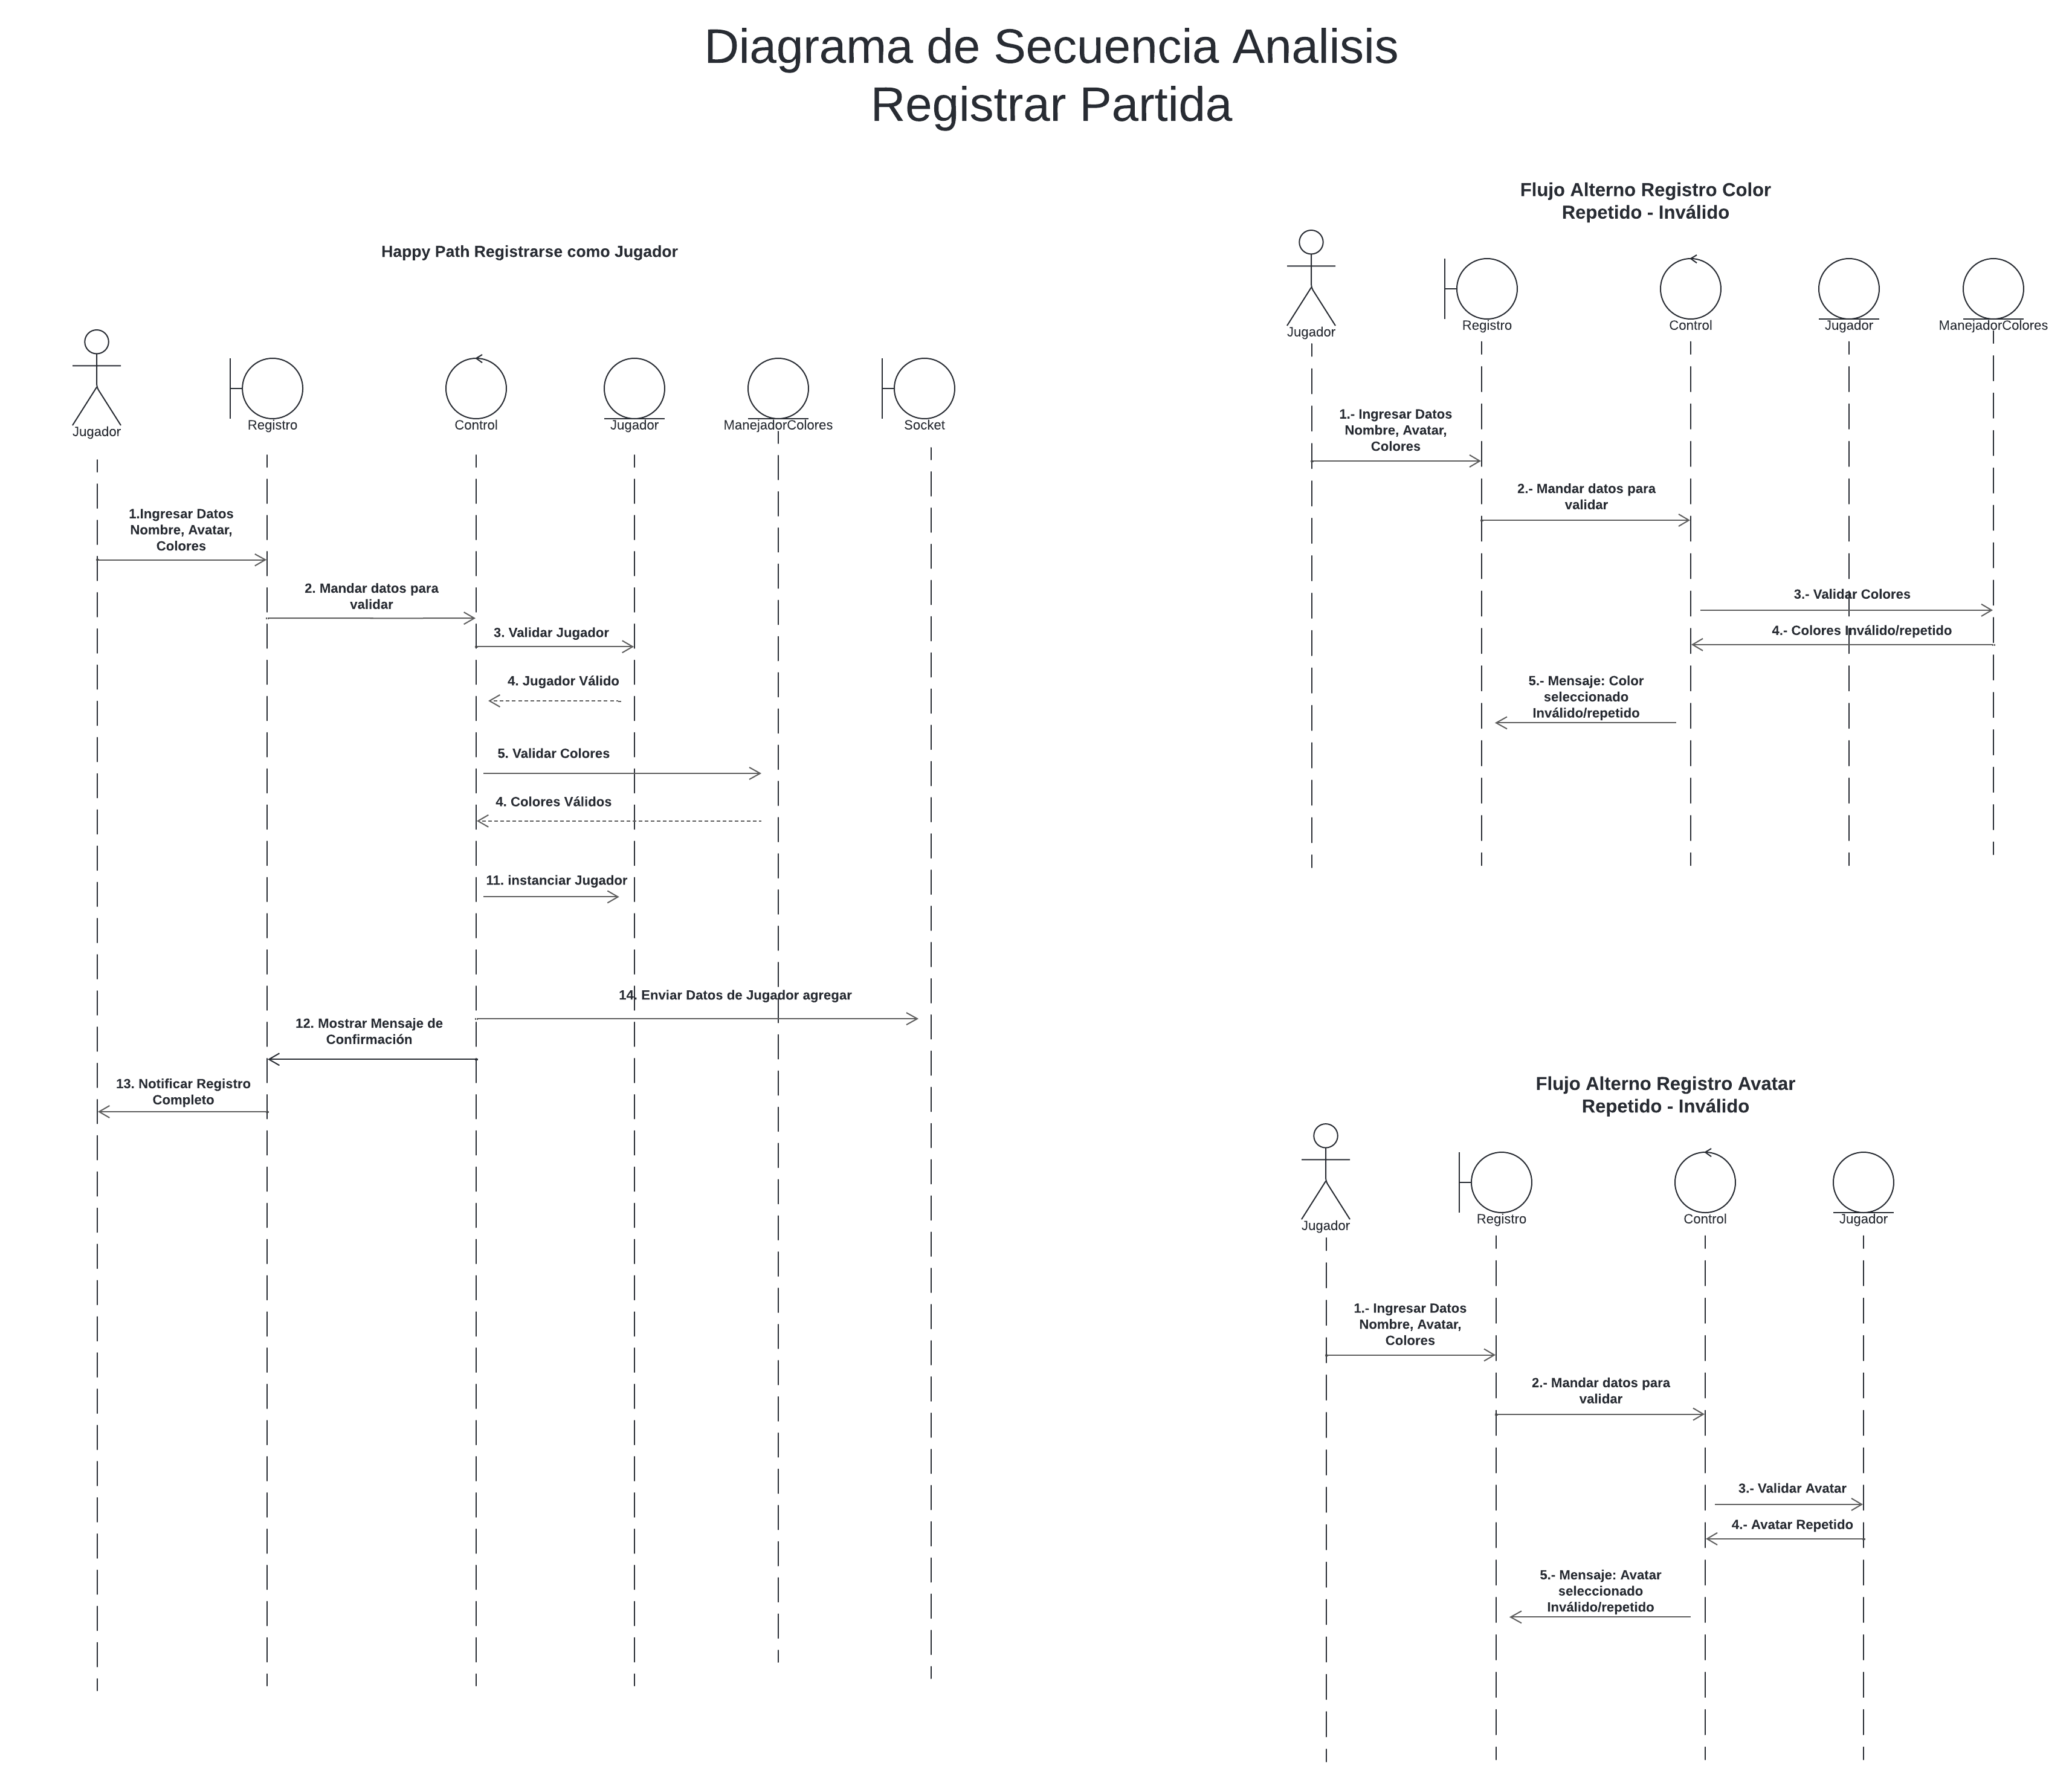 Diagrama de Secuencia Analisis
Registrar Partida
Happy Path Registrarse como Jugador
Jugador
Registro
Control
Jugador
ManejadorColores
Socket
1.Ingresar Datos
Nombre, Avatar,
Colores
2. Mandar datos para
validar
3. Validar Jugador
4. Jugador Válido
5. Validar Colores
4. Colores Válidos
11. instanciar Jugador
14. Enviar Datos de Jugador agregar
12. Mostrar Mensaje de
Confirmación
13. Notificar Registro
Completo
Flujo Alterno Registro Color
Repetido - Inválido
Jugador
Registro
Control
Jugador
ManejadorColores
1.- Ingresar Datos
Nombre, Avatar,
Colores
2.- Mandar datos para
validar
3.- Validar Colores
4.- Colores Inválido/repetido
5.- Mensaje: Color
seleccionado
Inválido/repetido
Flujo Alterno Registro Avatar
Repetido - Inválido
Jugador
Registro
Control
Jugador
1.- Ingresar Datos
Nombre, Avatar,
Colores
2.- Mandar datos para
validar
3.- Validar Avatar
4.- Avatar Repetido
5.- Mensaje: Avatar
seleccionado
Inválido/repetido